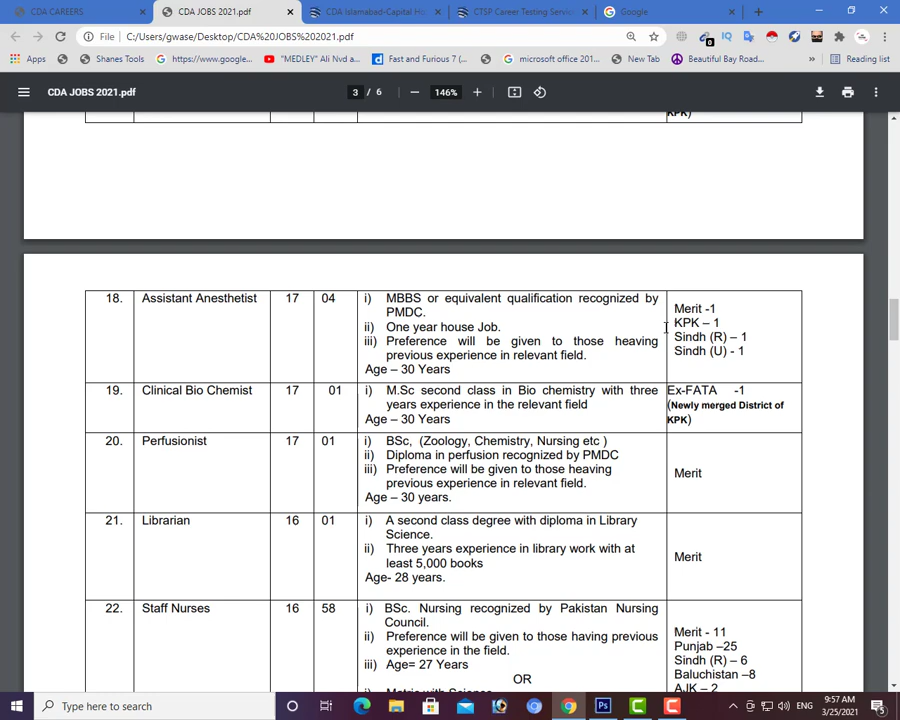 CDA CAREERS
CDA JOBS 2021.pdf
CDA Islamabad-Capital Ho
CTSP Career Testing Service
Google
File C:/Users/gwase/Desktop/CDA%20JOBS%202021.pdf
Apps
Shanes Tools
https://www.google...
"MEDLEY" Ali Nvd a...
Fast and Furious 7 (...
microsoft office 201...
New Tab
Beautiful Bay Road...
»
Reading list
CDA JOBS 2021.pdf
3 / 6
146%
KPK)
18. Assistant Anesthetist 17 04
i) MBBS or equivalent qualification recognized by
PMDC.
ii) One year house Job.
iii) Preference will be given to those heaving
previous experience in relevant field.
Age – 30 Years
Merit -1
KPK – 1
Sindh (R) – 1
Sindh (U) - 1
19. Clinical Bio Chemist 17 01
i) M.Sc second class in Bio chemistry with three
years experience in the relevant field
Age – 30 Years
Ex-FATA -1
(Newly merged District of
KPK)
20. Perfusionist 17 01
i) BSc, (Zoology, Chemistry, Nursing etc )
ii) Diploma in perfusion recognized by PMDC
iii) Preference will be given to those heaving
previous experience in relevant field.
Age – 30 years.
Merit
21. Librarian 16 01
i) A second class degree with diploma in Library
Science.
ii) Three years experience in library work with at
least 5,000 books
Age- 28 years.
Merit
22. Staff Nurses 16 58
i) BSc. Nursing recognized by Pakistan Nursing
Council.
ii) Preference will be given to those having previous
experience in the field.
iii) Age= 27 Years
OR
i) Matric with Science
Merit - 11
Punjab –25
Sindh (R) – 6
Baluchistan –8
AJK – 2
Type here to search
9:57 AM
3/25/2021